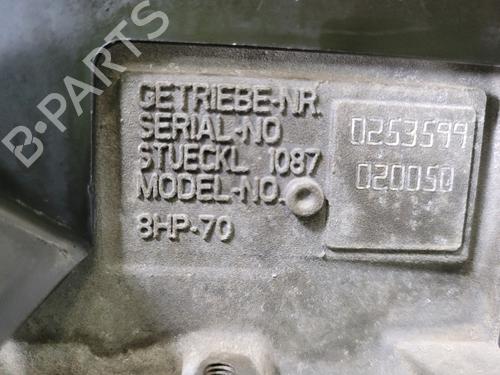 B-PARTS
GETRIEBE-NR.
SERIAL-NO 0253599
STUECKL 1087
MODEL-NO. 020050
8HP-70